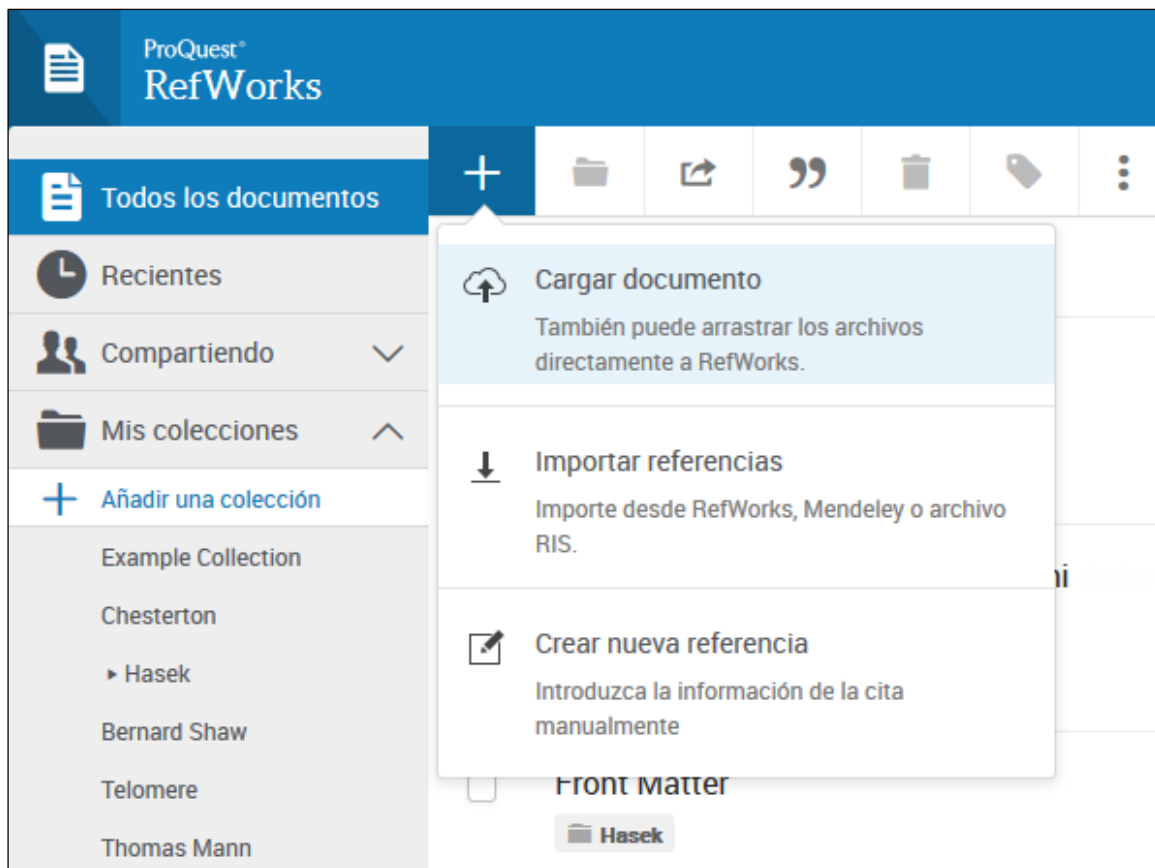 ProQuest®
RefWorks
Todos los documentos
Recientes
Compartiendo
Mis colecciones
Añadir una colección
Example Collection
Chesterton
Hasek
Bernard Shaw
Telomere
Thomas Mann
Cargar documento
También puede arrastrar los archivos
directamente a RefWorks.
Importar referencias
Importe desde RefWorks, Mendeley o archivo
RIS.
Crear nueva referencia
Introduzca la información de la cita
manualmente
Front Matter
Hasek